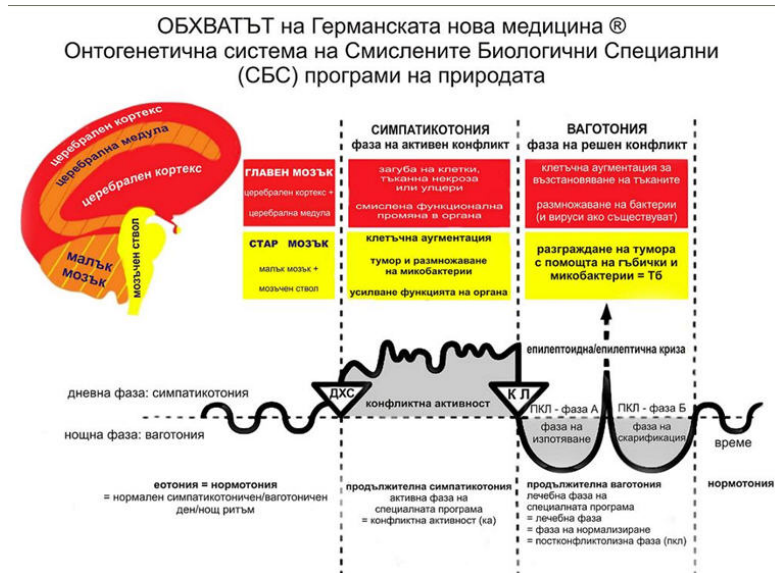 ОБХВАТЪТ на Германската нова медицина ®
Онтогенетична система на Смислените Биологични Специални
(СБС) програми на природата
церебрален кортекс
церебрална медула
церебрален кортекс
малък
мозък
мозъчен ствол
ГЛАВЕН МОЗЪК
церебрален кортекс +
церебрална медула
СТАР МОЗЪК
малък мозък +
мозъчен ствол
СИМПАТИКОТОНИЯ
фаза на активен конфликт
загуба на клетки,
тъканна некроза
или улцери
смислена функционална
промяна в органа
клетъчна аугментация
тумор и размножаване
на микобактерии
усилване функцията на органа
ВАГОТОНИЯ
фаза на решен конфликт
клетъчна аугментация за
възстановяване на тъканите
размножаване на бактерии
(и вируси ако съществуват)
разграждане на тумора
с помощта на гъбички и
микобактерии = Тб
епилептоидна/епилептична криза
дневна фаза: симпатикотония
нощна фаза: ваготония
ДХС
конфликтна активност
К Л
ПКЛ - фаза А
фаза на
изпотяване
ПКЛ - фаза Б
фаза на
скарификация
време
еотония = нормотония
= нормален симпатикотоничен/ваготоничен
ден/нощ ритъм
продължителна симпатикотония
активна фаза на
специалната програма
= конфликтна активност (ка)
продължителна ваготония
лечебна фаза на
специалната програма
= лечебна фаза
= фаза на нормализиране
= постконфликтолизна фаза (пкл)
нормотония